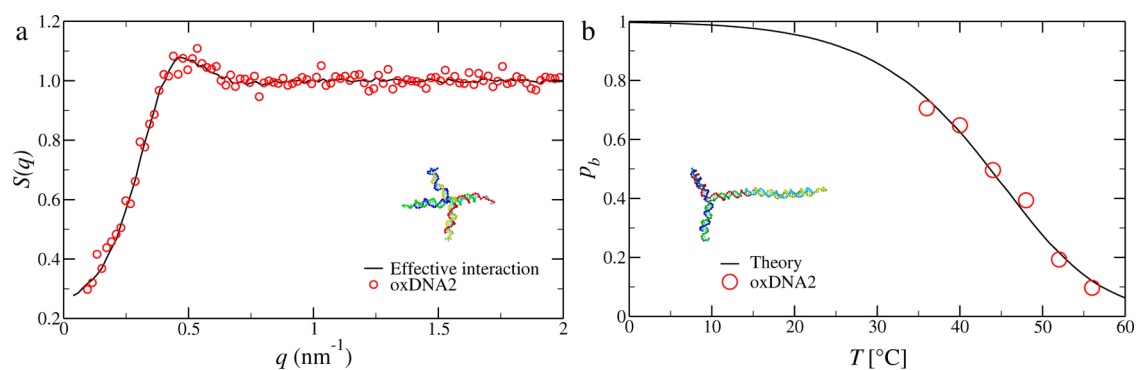 a
1.2
1.0
0.8
0.6
0.4
0.2
S(q)
0
0.5
1
1.5
2
q (nm⁻¹)
Effective interaction
oxDNA2
b
1
0.8
0.6
0.4
0.2
0
p_b
0
10
20
30
40
50
60
T [°C]
Theory
oxDNA2